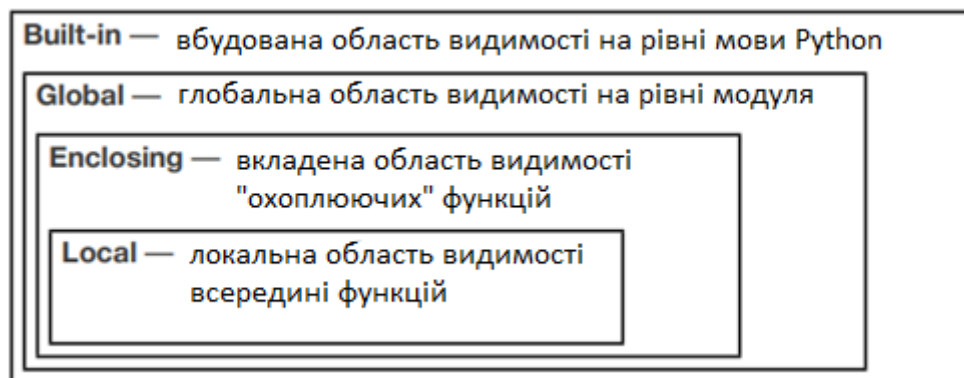 Built-in — вбудована область видимості на рівні мови Python
Global — глобальна область видимості на рівні модуля
Enclosing — вкладена область видимості
"охоплюючих" функцій
Local — локальна область видимості
всередині функцій